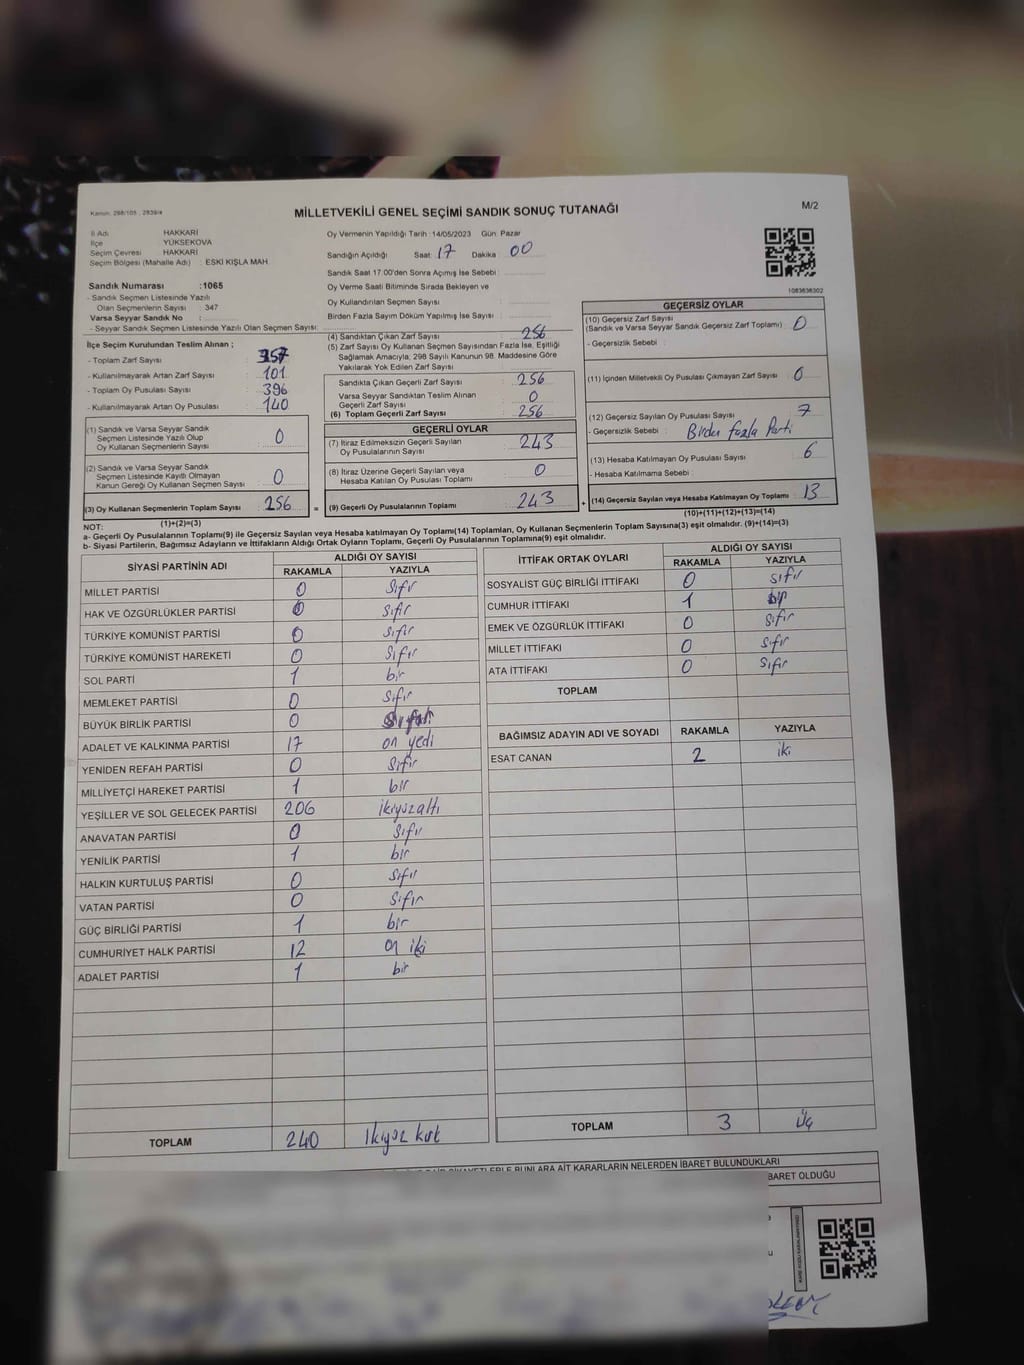 Kanun: 298/105 ; 2839/4
MİLLETVEKİLİ GENEL SEÇİMİ SANDIK SONUÇ TUTANAĞI
M/2
İl Adı HAKKARİ
İlçe YÜKSEKOVA
Seçim Çevresi HAKKARİ
Seçim Bölgesi (Mahalle Adı) : ESKİ KIŞLA MAH.
Oy Vermenin Yapıldığı Tarih :14/05/2023 Gün: Pazar
Sandığın Açıldığı Saat: 17 Dakika : 00
Sandık Saat 17:00'den Sonra Açımış İse Sebebi :
Oy Verme Saati Bitiminde Sırada Bekleyen ve
Oy Kullandırılan Seçmen Sayısı :
Birden Fazla Sayım Döküm Yapılmış İse Sayısı :
1083638302
Sandık Numarası :1065
- Sandık Seçmen Listesinde Yazılı
Olan Seçmenlerin Sayısı : 347
Varsa Seyyar Sandık No :
- Seyyar Sandık Seçmen Listesinde Yazılı Olan Seçmen Sayısı:
İlçe Seçim Kurulundan Teslim Alınan ;
- Toplam Zarf Sayısı : 357
- Kullanılmayarak Artan Zarf Sayısı : 101
- Toplam Oy Pusulası Sayısı : 396
- Kullanılmayarak Artan Oy Pusulası : 140
(1) Sandık ve Varsa Seyyar Sandık
Seçmen Listesinde Yazılı Olup
Oy Kullanan Seçmenlerin Sayısı : 0
(2) Sandık ve Varsa Seyyar Sandık
Seçmen Listesinde Kayıtlı Olmayan
Kanun Gereği Oy Kullanan Seçmen Sayısı : 0
(3) Oy Kullanan Seçmenlerin Toplam Sayısı : 256
(1)+(2)=(3)
(4) Sandıktan Çıkan Zarf Sayısı : 256
(5) Zarf Sayısı Oy Kullanan Seçmen Sayısından Fazla İse, Eşitliği
Sağlamak Amacıyla, 298 Sayılı Kanunun 98. Maddesine Göre
Yakılarak Yok Edilen Zarf Sayısı :
Sandıkta Çıkan Geçerli Zarf Sayısı : 256
Varsa Seyyar Sandıktan Teslim Alınan
Geçerli Zarf Sayısı : 0
(6) Toplam Geçerli Zarf Sayısı : 256
=
GEÇERLİ OYLAR
(7) İtiraz Edilmeksizin Geçerli Sayılan
Oy Pusulalarının Sayısı : 243
(8) İtiraz Üzerine Geçerli Sayılan veya
Hesaba Katılan Oy Pusulası Toplamı : 0
(9) Geçerli Oy Pusulalarının Toplamı : 243
+
GEÇERSİZ OYLAR
(10) Geçersiz Zarf Sayısı
(Sandık ve Varsa Seyyar Sandık Geçersiz Zarf Toplamı) : 0
- Geçersizlik Sebebi :
(11) İçinden Milletvekili Oy Pusulası Çıkmayan Zarf Sayısı : 0
(12) Geçersiz Sayılan Oy Pusulası Sayısı : 7
- Geçersizlik Sebebi : Birden fazla Parti
(13) Hesaba Katılmayan Oy Pusulası Sayısı : 6
- Hesaba Katılmama Sebebi :
(14) Geçersiz Sayılan veya Hesaba Katılmayan Oy Toplamı : 13
(10)+(11)+(12)+(13)=(14)
NOT:
a- Geçerli Oy Pusulalarının Toplamı(9) ile Geçersiz Sayılan veya Hesaba katılmayan Oy Toplamı(14) Toplamları, Oy Kullanan Seçmenlerin Toplam Sayısına(3) eşit olmalıdır. (9)+(14)=(3)
b- Siyasi Partilerin, Bağımsız Adayların ve İttifakların Aldığı Ortak Oyların Toplamı, Geçerli Oy Pusulalarının Toplamına(9) eşit olmalıdır.
SİYASİ PARTİNİN ADI ALDIĞI OY SAYISI
RAKAMLA YAZIYLA
MİLLET PARTİSİ 0 sıfır
HAK VE ÖZGÜRLÜKLER PARTİSİ 0 sıfır
TÜRKİYE KOMÜNİST PARTİSİ 0 sıfır
TÜRKİYE KOMÜNİST HAREKETİ 0 sıfır
SOL PARTİ 1 bir
MEMLEKET PARTİSİ 0 sıfır
BÜYÜK BİRLİK PARTİSİ 0
ADALET VE KALKINMA PARTİSİ 17 on yedi
YENİDEN REFAH PARTİSİ 0 sıfır
MİLLİYETÇİ HAREKET PARTİSİ 1 bir
YEŞİLLER VE SOL GELECEK PARTİSİ 206 ikiyüzaltı
ANAVATAN PARTİSİ 0 sıfır
YENİLİK PARTİSİ 1 bir
HALKIN KURTULUŞ PARTİSİ 0 sıfır
VATAN PARTİSİ 0 sıfır
GÜÇ BİRLİĞİ PARTİSİ 1 bir
CUMHURİYET HALK PARTİSİ 12 on iki
ADALET PARTİSİ 1 bir
TOPLAM 240 ikiyüz kırk
İTTİFAK ORTAK OYLARI ALDIĞI OY SAYISI
RAKAMLA YAZIYLA
SOSYALİST GÜÇ BİRLİĞİ İTTİFAKI 0 sıfır
CUMHUR İTTİFAKI 1 bir
EMEK VE ÖZGÜRLÜK İTTİFAKI 0 sıfır
MİLLET İTTİFAKI 0 sıfır
ATA İTTİFAKI 0 sıfır
TOPLAM
BAĞIMSIZ ADAYIN ADI VE SOYADI RAKAMLA YAZIYLA
ESAT CANAN 2 iki
TOPLAM 3 üç
BUNLARA AİT KARARLARIN NELERDEN İBARET BULUNDUKLARI
BARET OLDUĞU